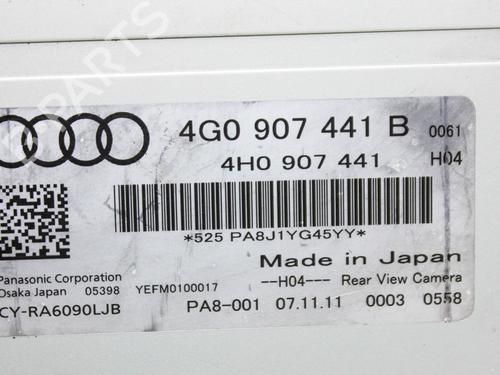 4G0 907 441 B 0061
4H0 907 441 H04
*525 PA8J1YG45YY*
Made in Japan
Panasonic Corporation
Osaka Japan 05398 YEFM0100017
--H04--- Rear View Camera
CY-RA6090LJB
PA8-001 07.11.11 0003 0558